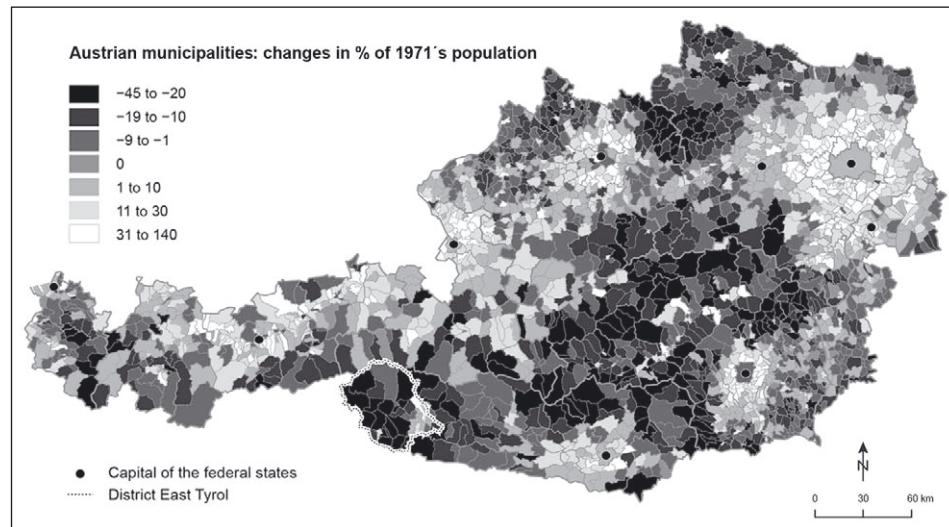 Austrian municipalities: changes in % of 1971´s population
−45 to −20
−19 to −10
−9 to −1
0
1 to 10
11 to 30
31 to 140
Capital of the federal states
District East Tyrol
N
0 30 60 km